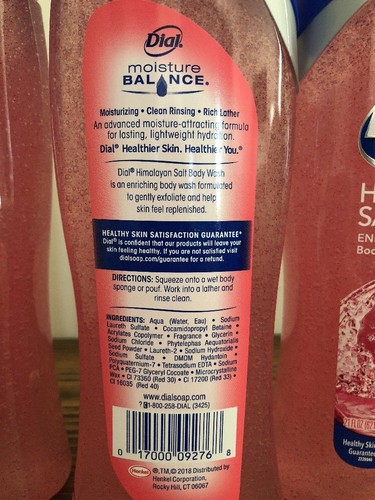 Dial.
moisture
BALANCE.
Moisturizing • Clean Rinsing • Rich Lather
An advanced moisture-attracting formula
for lasting, lightweight hydration.
Dial® Healthier Skin. Healthier You.®
Dial® Himalayan Salt Body Wash
is an enriching body wash formulated
to gently exfoliate and help
skin feel replenished.
HEALTHY SKIN SATISFACTION GUARANTEE*
Dial® is confident that our products will leave your
skin feeling healthy. If you are not satisfied visit
dialsoap.com/guarantee for a refund.
DIRECTIONS: Squeeze onto a wet body
sponge or pouf. Work into a lather and
rinse clean.
INGREDIENTS: Aqua (Water, Eau) • Sodium
Laureth Sulfate • Cocamidopropyl Betaine •
Acrylates Copolymer • Fragrance • Glycerin •
Sodium Chloride • Phytelephas Aequatorialis
Seed Powder • Laureth-2 • Sodium Hydroxide •
Sodium Sulfate • DMDM Hydantoin •
Polyquaternium-7 • Tetrasodium EDTA • Sodium
PCA • PEG-7 Glyceryl Cocoate • Microcrystalline
Wax • CI 73360 (Red 30) • CI 17200 (Red 33) •
CI 16035 (Red 40)
www.dialsoap.com
?1-800-258-DIAL (3425)
0 17000 09276 8
Henkel
®,TM,© 2018 Distributed by
Henkel Corporation,
Rocky Hill, CT 06067
H
SA
EN
Bod
Healthy Skin
Guarantee